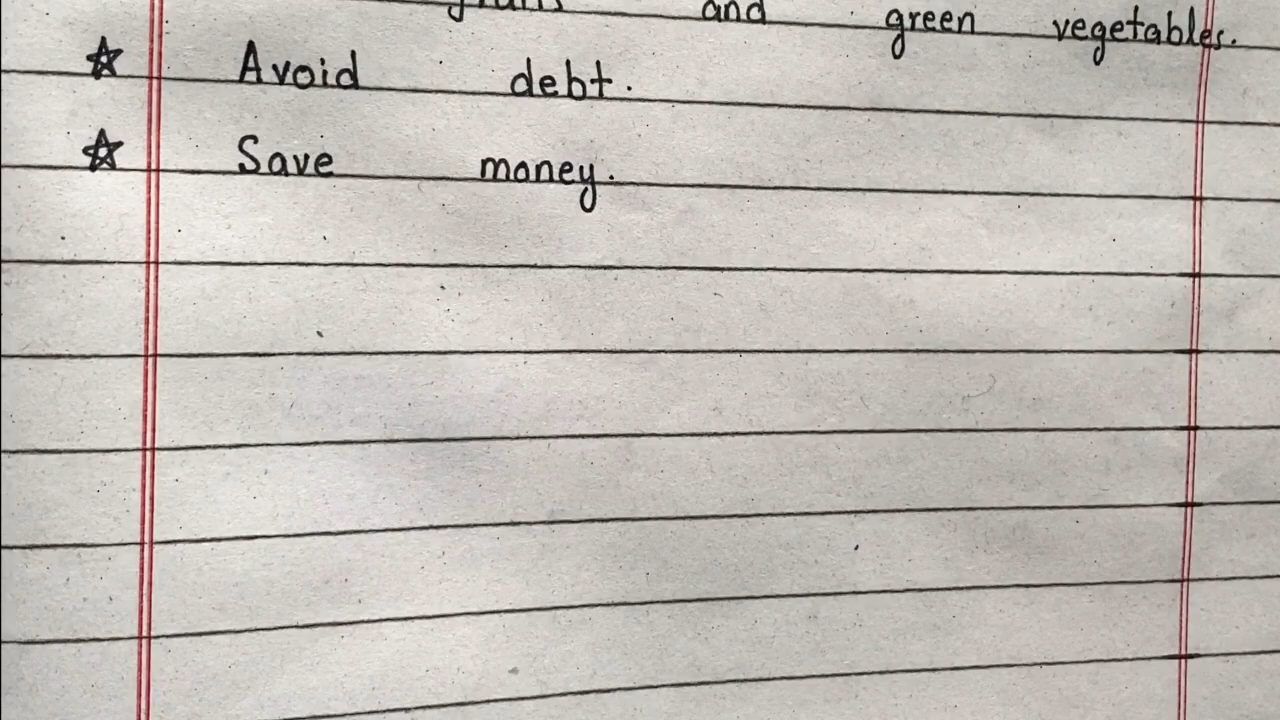 and green vegetables.
☆ Avoid debt.
☆ Save money.